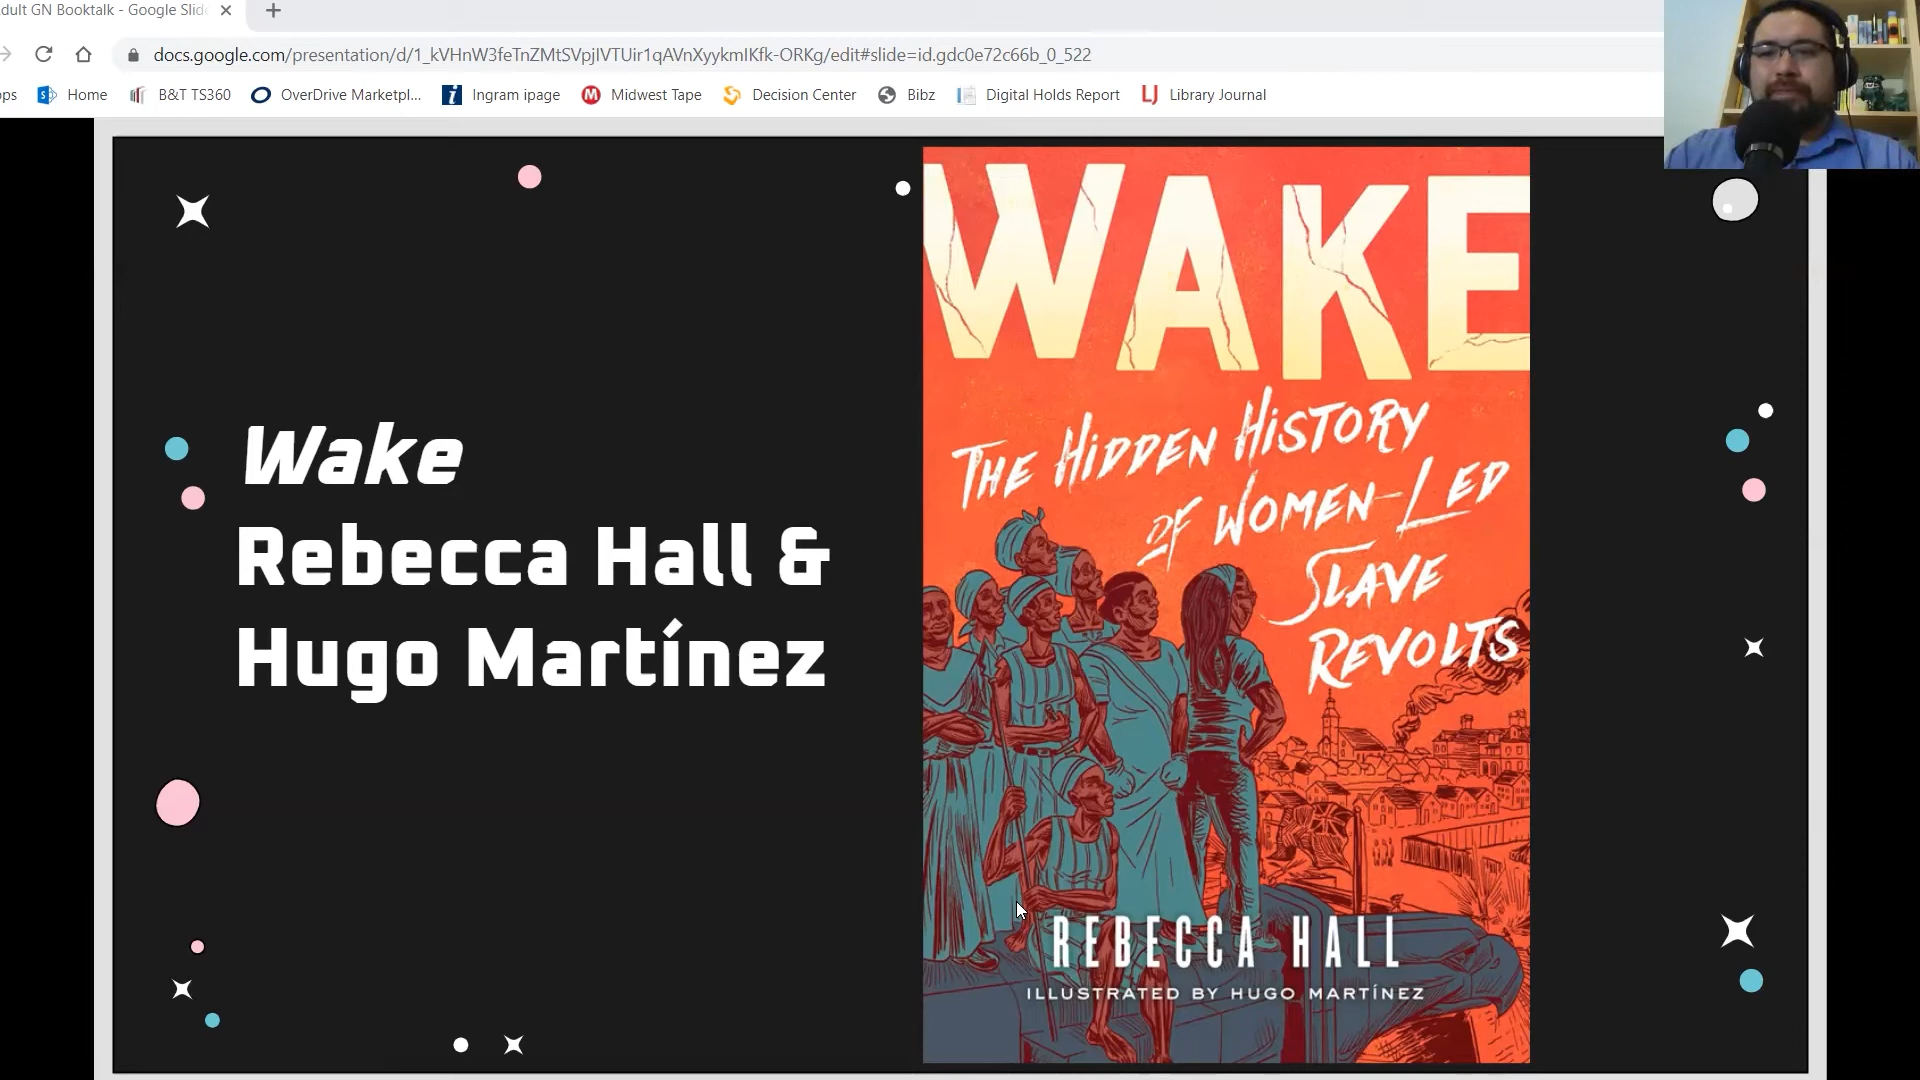 dult GN Booktalk - Google Slid
docs.google.com/presentation/d/1_kVHnW3feTnZMtSVpjlVTUir1qAVnXyykmIKfk-ORKg/edit#slide=id.gdc0e72c66b_0_522
ps Home B&T TS360 OverDrive Marketpl... Ingram ipage Midwest Tape Decision Center Bibz Digital Holds Report Library Journal
Wake
Rebecca Hall &
Hugo Martínez
WAKE
THE HIDDEN HISTORY
OF WOMEN-LED
SLAVE
REVOLTS
REBECCA HALL
ILLUSTRATED BY HUGO MARTÍNEZ